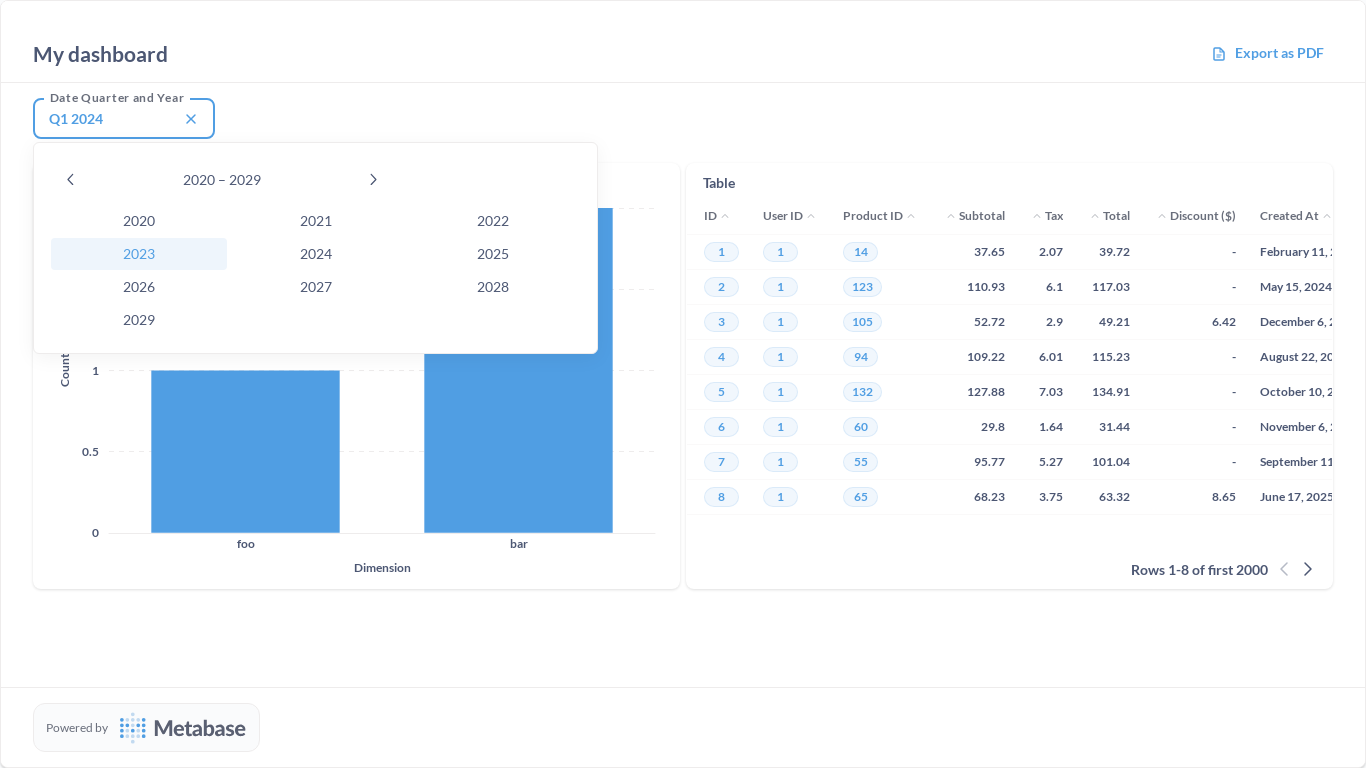 My dashboard
Export as PDF
Date Quarter and Year
Q1 2024
2020 – 2029
2020 2021 2022
2023 2024 2025
2026 2027 2028
2029
Count
1
0.5
0
foo bar
Dimension
Table
ID User ID Product ID Subtotal Tax Total Discount ($) Created At
1 1 14 37.65 2.07 39.72 - February 11,
2 1 123 110.93 6.1 117.03 - May 15, 2024
3 1 105 52.72 2.9 49.21 6.42 December 6,
4 1 94 109.22 6.01 115.23 - August 22, 20
5 1 132 127.88 7.03 134.91 - October 10, 2
6 1 60 29.8 1.64 31.44 - November 6,
7 1 55 95.77 5.27 101.04 - September 11
8 1 65 68.23 3.75 63.32 8.65 June 17, 2025
Rows 1-8 of first 2000
Powered by Metabase